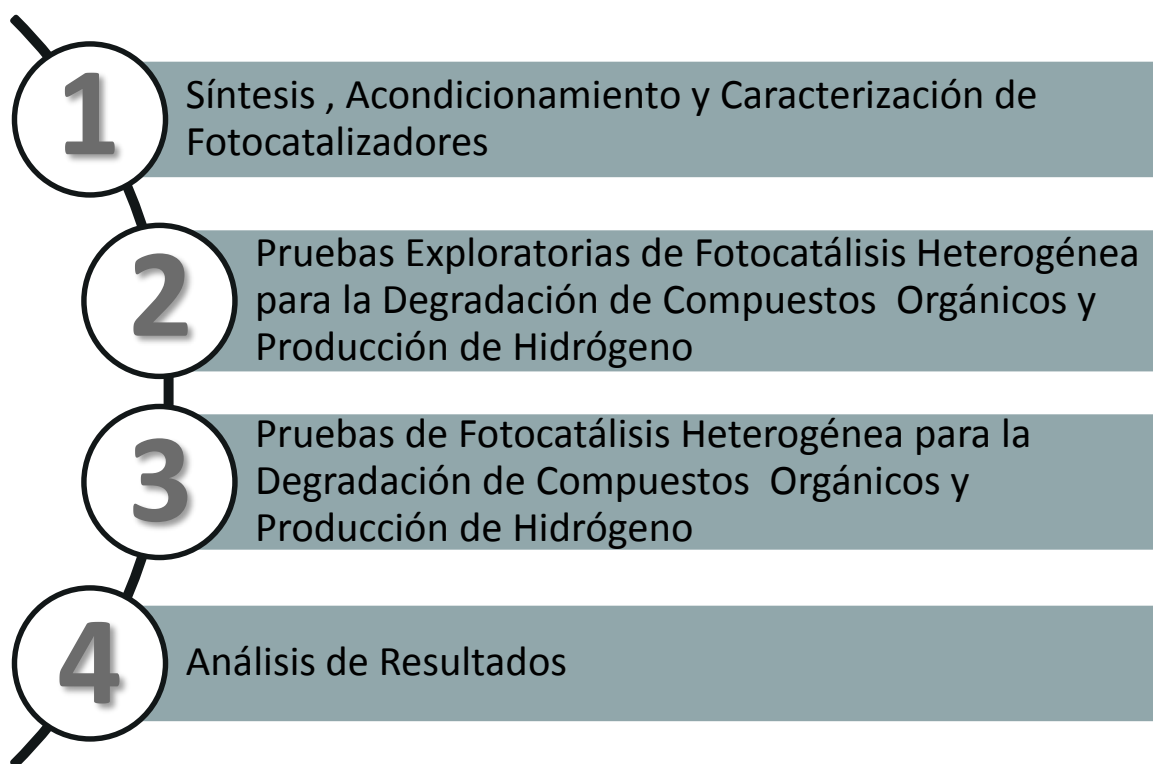 1
Síntesis , Acondicionamiento y Caracterización de
Fotocatalizadores
2
Pruebas Exploratorias de Fotocatálisis Heterogénea
para la Degradación de Compuestos  Orgánicos y
Producción de Hidrógeno
3
Pruebas de Fotocatálisis Heterogénea para la
Degradación de Compuestos  Orgánicos y
Producción de Hidrógeno
4
Análisis de Resultados